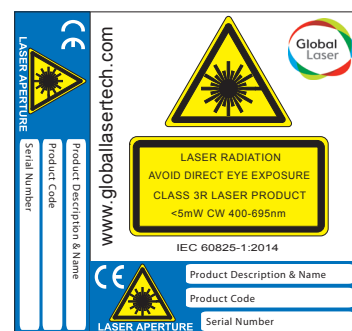 CE
LASER APERTURE
Product Description & Name
Product Code
Serial Number
www.globallasertech.com
Global
Laser
LASER RADIATION
AVOID DIRECT EYE EXPOSURE
CLASS 3R LASER PRODUCT
<5mW CW 400-695nm
IEC 60825-1:2014
CE
LASER APERTURE
Product Description & Name
Product Code
Serial Number